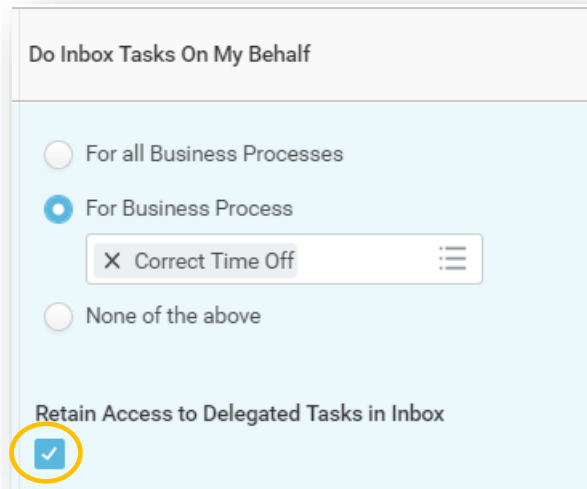 Do Inbox Tasks On My Behalf
For all Business Processes
For Business Process
Correct Time Off
None of the above
Retain Access to Delegated Tasks in Inbox